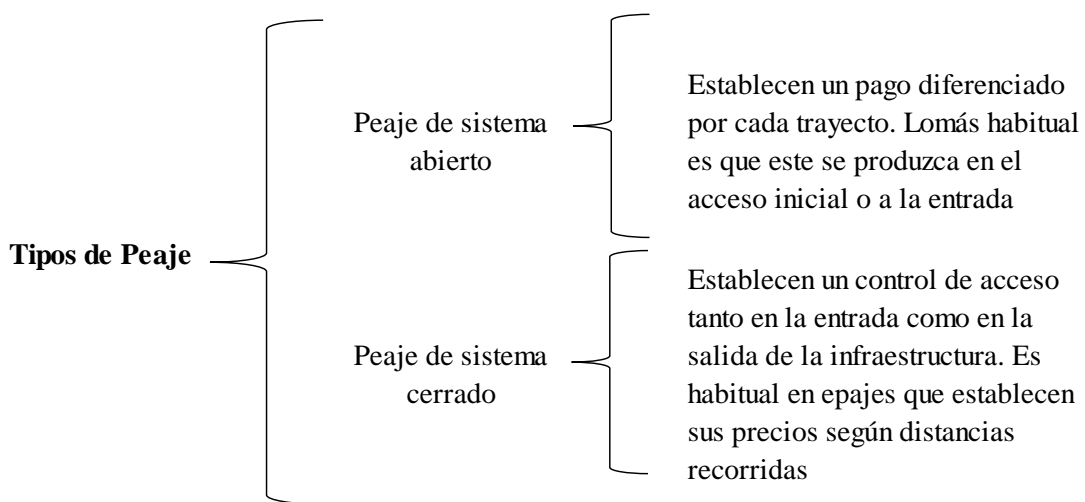 Tipos de Peaje
Peaje de sistema
abierto
Establecen un pago diferenciado
por cada trayecto. Lomás habitual
es que este se produzca en el
acceso inicial o a la entrada
Peaje de sistema
cerrado
Establecen un control de acceso
tanto en la entrada como en la
salida de la infraestructura. Es
habitual en epajes que establecen
sus precios según distancias
recorridas